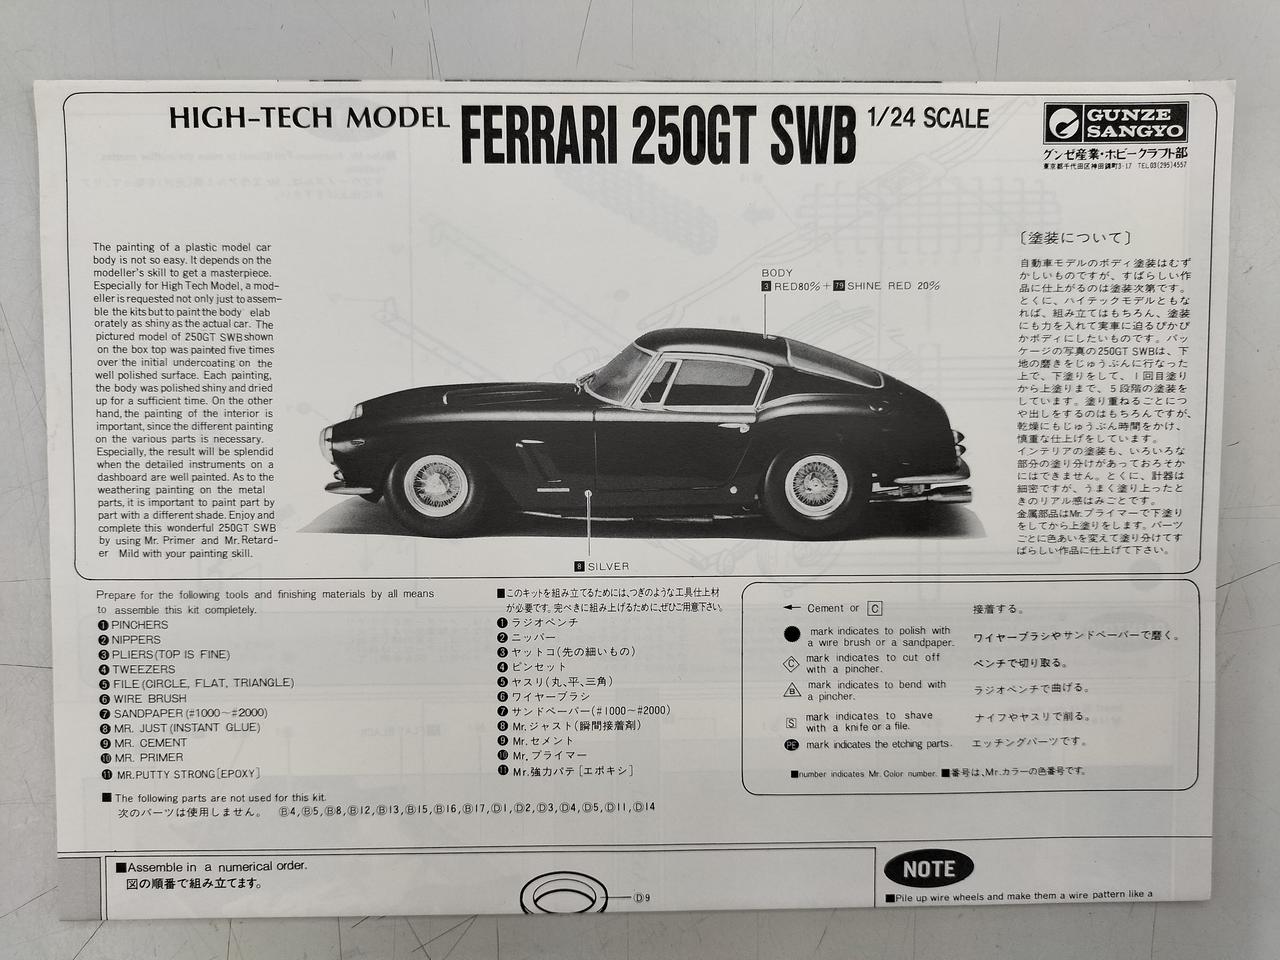 HIGH-TECH MODEL FERRARI 250GT SWB 1/24 SCALE
GUNZE
SANGYO
グンゼ産業・ホビークラフト部
東京都千代田区神田錦町3-17 TEL.03(295)4557
The painting of a plastic model car
body is not so easy. It depends on the
modeller's skill to get a masterpiece.
Especially for High Tech Model, a mod-
eller is requested not only just to assem-
ble the kits but to paint the body elab
orately as shiny as the actual car. The
pictured model of 250GT SWB shown
on the box top was painted five times
over the initial undercoating on the
well polished surface. Each painting,
the body was polished shiny and dried
up for a sufficient time. On the other
hand, the painting of the interior is
important, since the different painting
on the various parts is necessary.
Especially, the result will be splendid
when the detailed instruments on a
dashboard are well painted. As to the
weathering painting on the metal
parts, it is important to paint part by
part with a different shade. Enjoy and
complete this wonderful 250GT SWB
by using Mr. Primer and Mr. Retard-
er Mild with your painting skill.
BODY
3 RED80%+79 SHINE RED 20%
8 SILVER
〔塗装について〕
自動車モデルのボディ塗装はむず
かしいものですが、すばらしい作
品に仕上がるのは塗装次第です。
とくに、ハイテックモデルともな
れば、組み立てはもちろん、塗装
にも力を入れて実車に迫るぴかぴ
かボディにしたいものです。パッ
ケージの写真の250GT SWBは、下
地の磨きをじゅうぶんに行なった
上で、下塗りをして、1回目塗り
から上塗りまで、5段階の塗装を
しています。塗り重ねるごとにつ
や出しをするのはもちろんですが、
乾燥にもじゅうぶん時間をかけ、
慎重な仕上げをしています。
インテリアの塗装も、いろいろな
部分の塗り分けがあっておろそか
にはできません。とくに、計器は
細密ですが、うまく塗り上ったと
きのリアル感はみごとです。
金属部品はMr.プライマーで下塗り
をしてから上塗りをします。パーツ
ごとに色あいを変えて塗り分けてす
ばらしい作品に仕上げて下さい。
Prepare for the following tools and finishing materials by all means
to assemble this kit completely.
❶PINCHERS
❷NIPPERS
❸PLIERS(TOP IS FINE)
❹TWEEZERS
❺FILE(CIRCLE, FLAT, TRIANGLE)
❻WIRE BRUSH
❼SANDPAPER(#1000～#2000)
❽MR. JUST(INSTANT GLUE)
❾MR. CEMENT
❿MR. PRIMER
⓫MR.PUTTY STRONG[EPOXY]
■このキットを組み立てるためには、つぎのような工具仕上材
が必要です。完ぺきに組み上げるために、ぜひご用意下さい。
❶ラジオペンチ
❷ニッパー
❸ヤットコ(先の細いもの)
❹ピンセット
❺ヤスリ(丸、平、三角)
❻ワイヤーブラシ
❼サンドペーパー(#1000～#2000)
❽Mr.ジャスト(瞬間接着剤)
❾Mr.セメント
❿Mr.プライマー
⓫Mr.強力パテ[エポキシ]
Cement or C 接着する。
mark indicates to polish with
a wire brush or a sandpaper. ワイヤーブラシやサンドペーパーで磨く。
C mark indicates to cut off
with a pincher. ペンチで切り取る。
B mark indicates to bend with
a pincher. ラジオペンチで曲げる。
S mark indicates to shave
with a knife or a file. ナイフやヤスリで削る。
PE mark indicates the etching parts. エッチングパーツです。
■number indicates Mr. Color number. ■番号は、Mr.カラーの色番号です。
■ The following parts are not used for this kit.
次のパーツは使用しません。 Ⓑ4,Ⓑ5,Ⓑ8,Ⓑ12,Ⓑ13,Ⓑ15,Ⓑ16,Ⓑ17,Ⓓ1,Ⓓ2,Ⓓ3,Ⓓ4,Ⓓ5,Ⓓ11,Ⓓ14
■Assemble in a numerical order.
図の順番で組み立てます。
Ⓓ9
NOTE
■Pile up wire wheels and make them a wire pattern like a